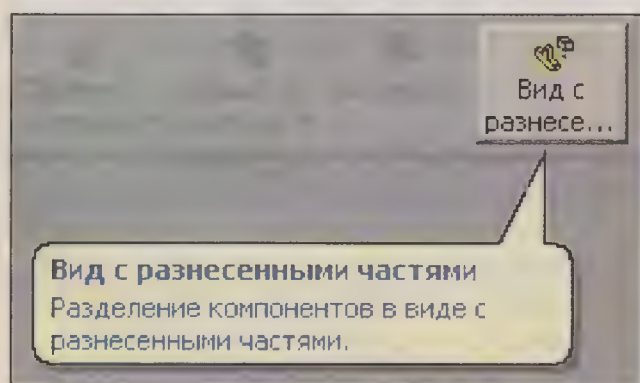 Вид с
разнесе...
Вид с разнесенными частями
Разделение компонентов в виде с
разнесенными частями.